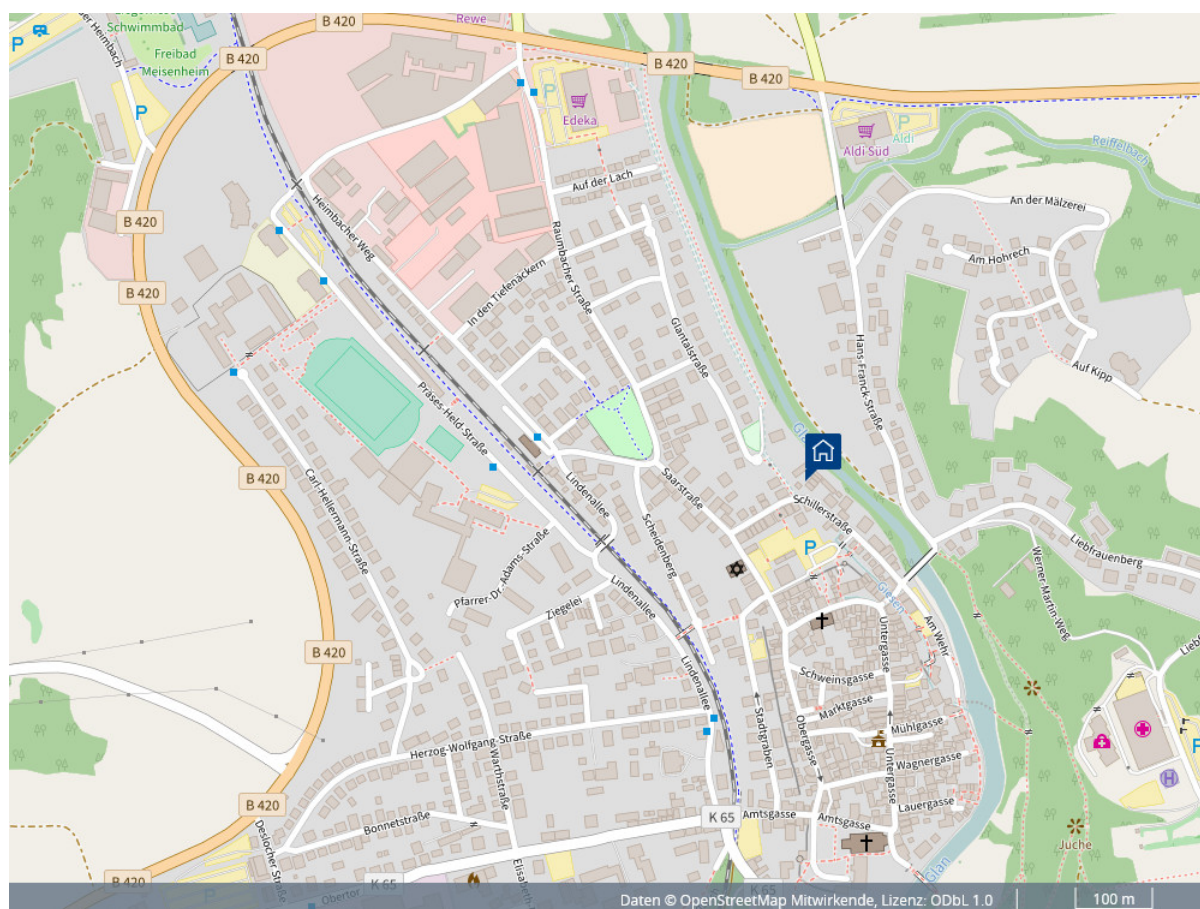 Schwimmbad
Freibad
Meisenheim
P
P
Rewe
B 420
B 420
B 420
P
Edeka
P
Aldi
Aldi Süd
Reiffelbach
Auf der Lach
An der Mälzerei
Am Hohrech
Auf Kipp
B 420
B 420
Heimbacher Weg
Raumbacher Straße
In den Tiefenäckern
Glantalstraße
Hans-Franck-Straße
Präses-Held-Straße
B 420
Carl-Hellermann-Straße
Lindenallee
Saarstraße
Scheidenberg
Schillerstraße
P
Liebfrauenberg
Werner-Martin-Weg
Pfarrer-Dr.-Adams-Straße
Ziegelei
Lindenallee
Giesen
Am Wehr
Untergasse
B 420
Lindenallee
Schweinsgasse
Marktgasse
Mühlgasse
Stadtgraben
Obergasse
Untergasse
Wagnergasse
Lauergasse
Herzog-Wolfgang-Straße
Warthstraße
H
P
B 420
Bonnetstraße
K 65
Amtsgasse
Amtsgasse
Deslocher Straße
Juche
Glan
B 420
P
Obertor
K 65
K 65
Daten © OpenStreetMap Mitwirkende, Lizenz: ODbL 1.0
100 m